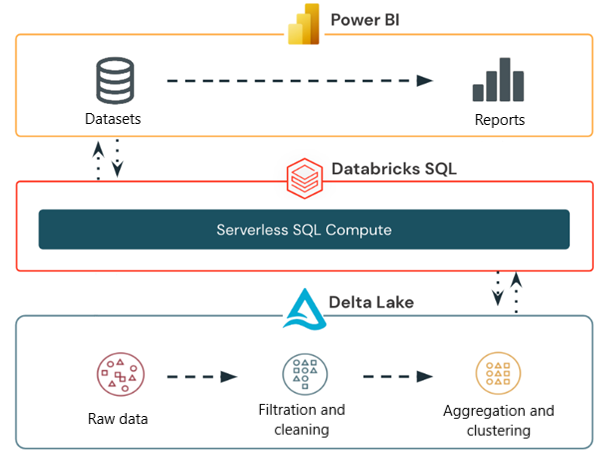 Power BI
Datasets
Reports
Databricks SQL
Serverless SQL Compute
Delta Lake
Raw data
Filtration and
cleaning
Aggregation and
clustering